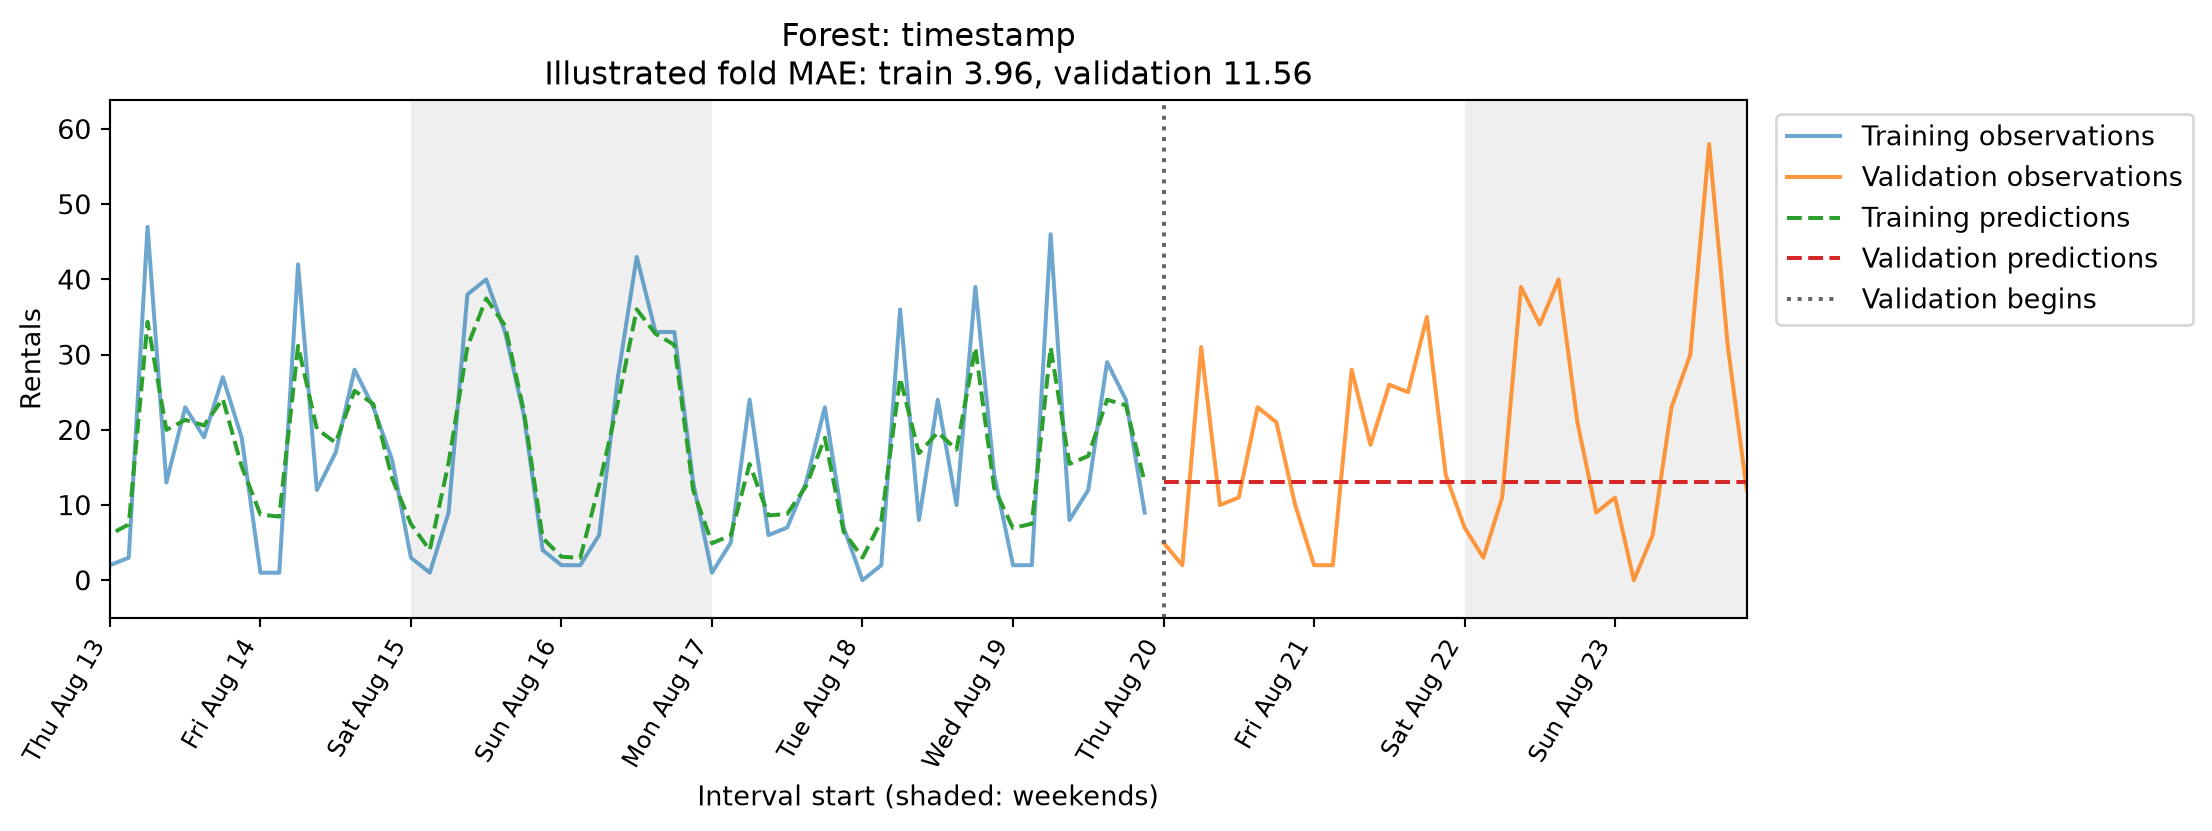 Forest: timestamp
Illustrated fold MAE: train 3.96, validation 11.56
Rentals
60
50
40
30
20
10
0
Thu Aug 13
Fri Aug 14
Sat Aug 15
Sun Aug 16
Mon Aug 17
Tue Aug 18
Wed Aug 19
Thu Aug 20
Fri Aug 21
Sat Aug 22
Sun Aug 23
Interval start (shaded: weekends)
Training observations
Validation observations
Training predictions
Validation predictions
Validation begins